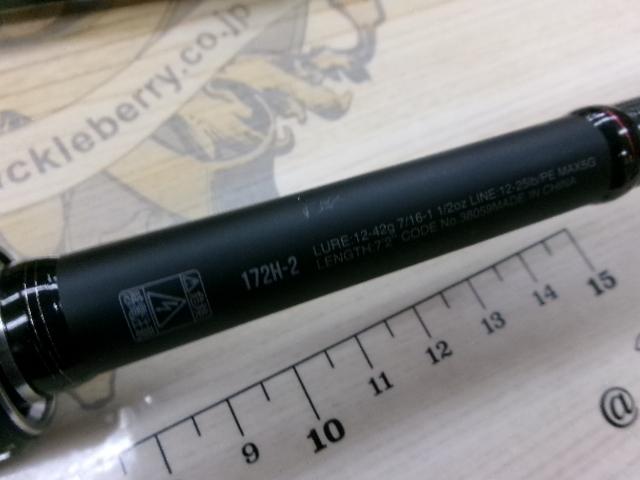 ckleberry.co.jp
172H-2
LURE:12-42g 7/16-1 1/2oz LINE:12-25lb/PE MAX5G
LENGTH:7'2" CODE No.38059MADE IN CHINA
9
10
11
12
13
14
15
@